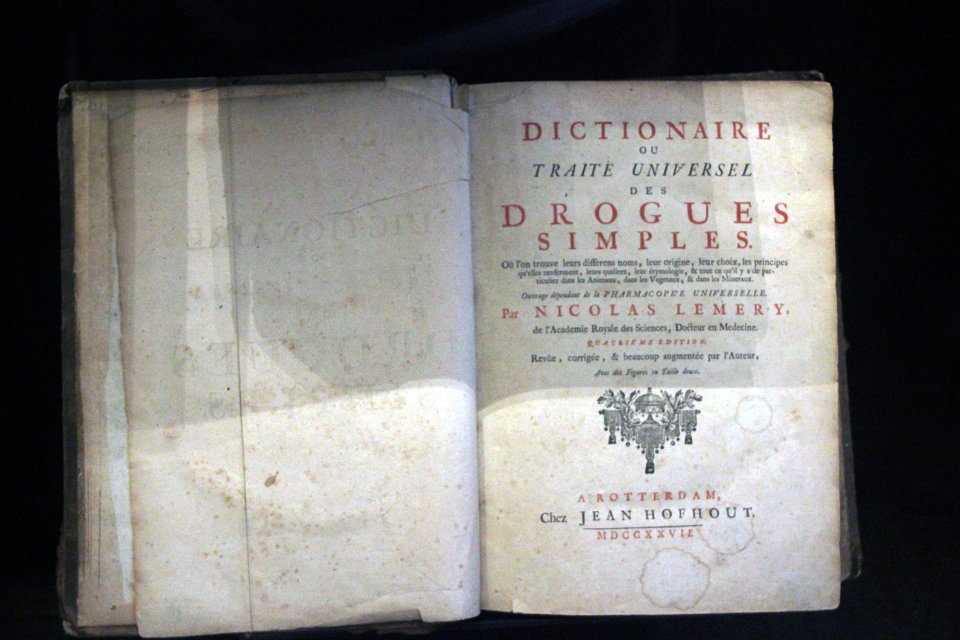 DICTIONAIRE
OU
TRAITÉ UNIVERSEL
DES
DROGUES
SIMPLES.
Où l'on trouve leurs differens noms, leur origine, leur choix, les principes
qu'elles renferment, leurs qualitez, leur étymologie, & tout ce qu'il y a de par-
ticulier dans les Animaux, dans les Vegetaux, & dans les Mineraux.
Ouvrage dépendant de la PHARMACOPÉE UNIVERSELLE.
Par NICOLAS LEMERY,
de l'Academie Royale des Sciences, Docteur en Medecine.
QUATRIÈME EDITION.
Revûe, corrigée, & beaucoup augmentée par l'Auteur,
Avec des Figures en Taille douce.
A ROTTERDAM,
Chez JEAN HOFHOUT,
MDCCXXVII.